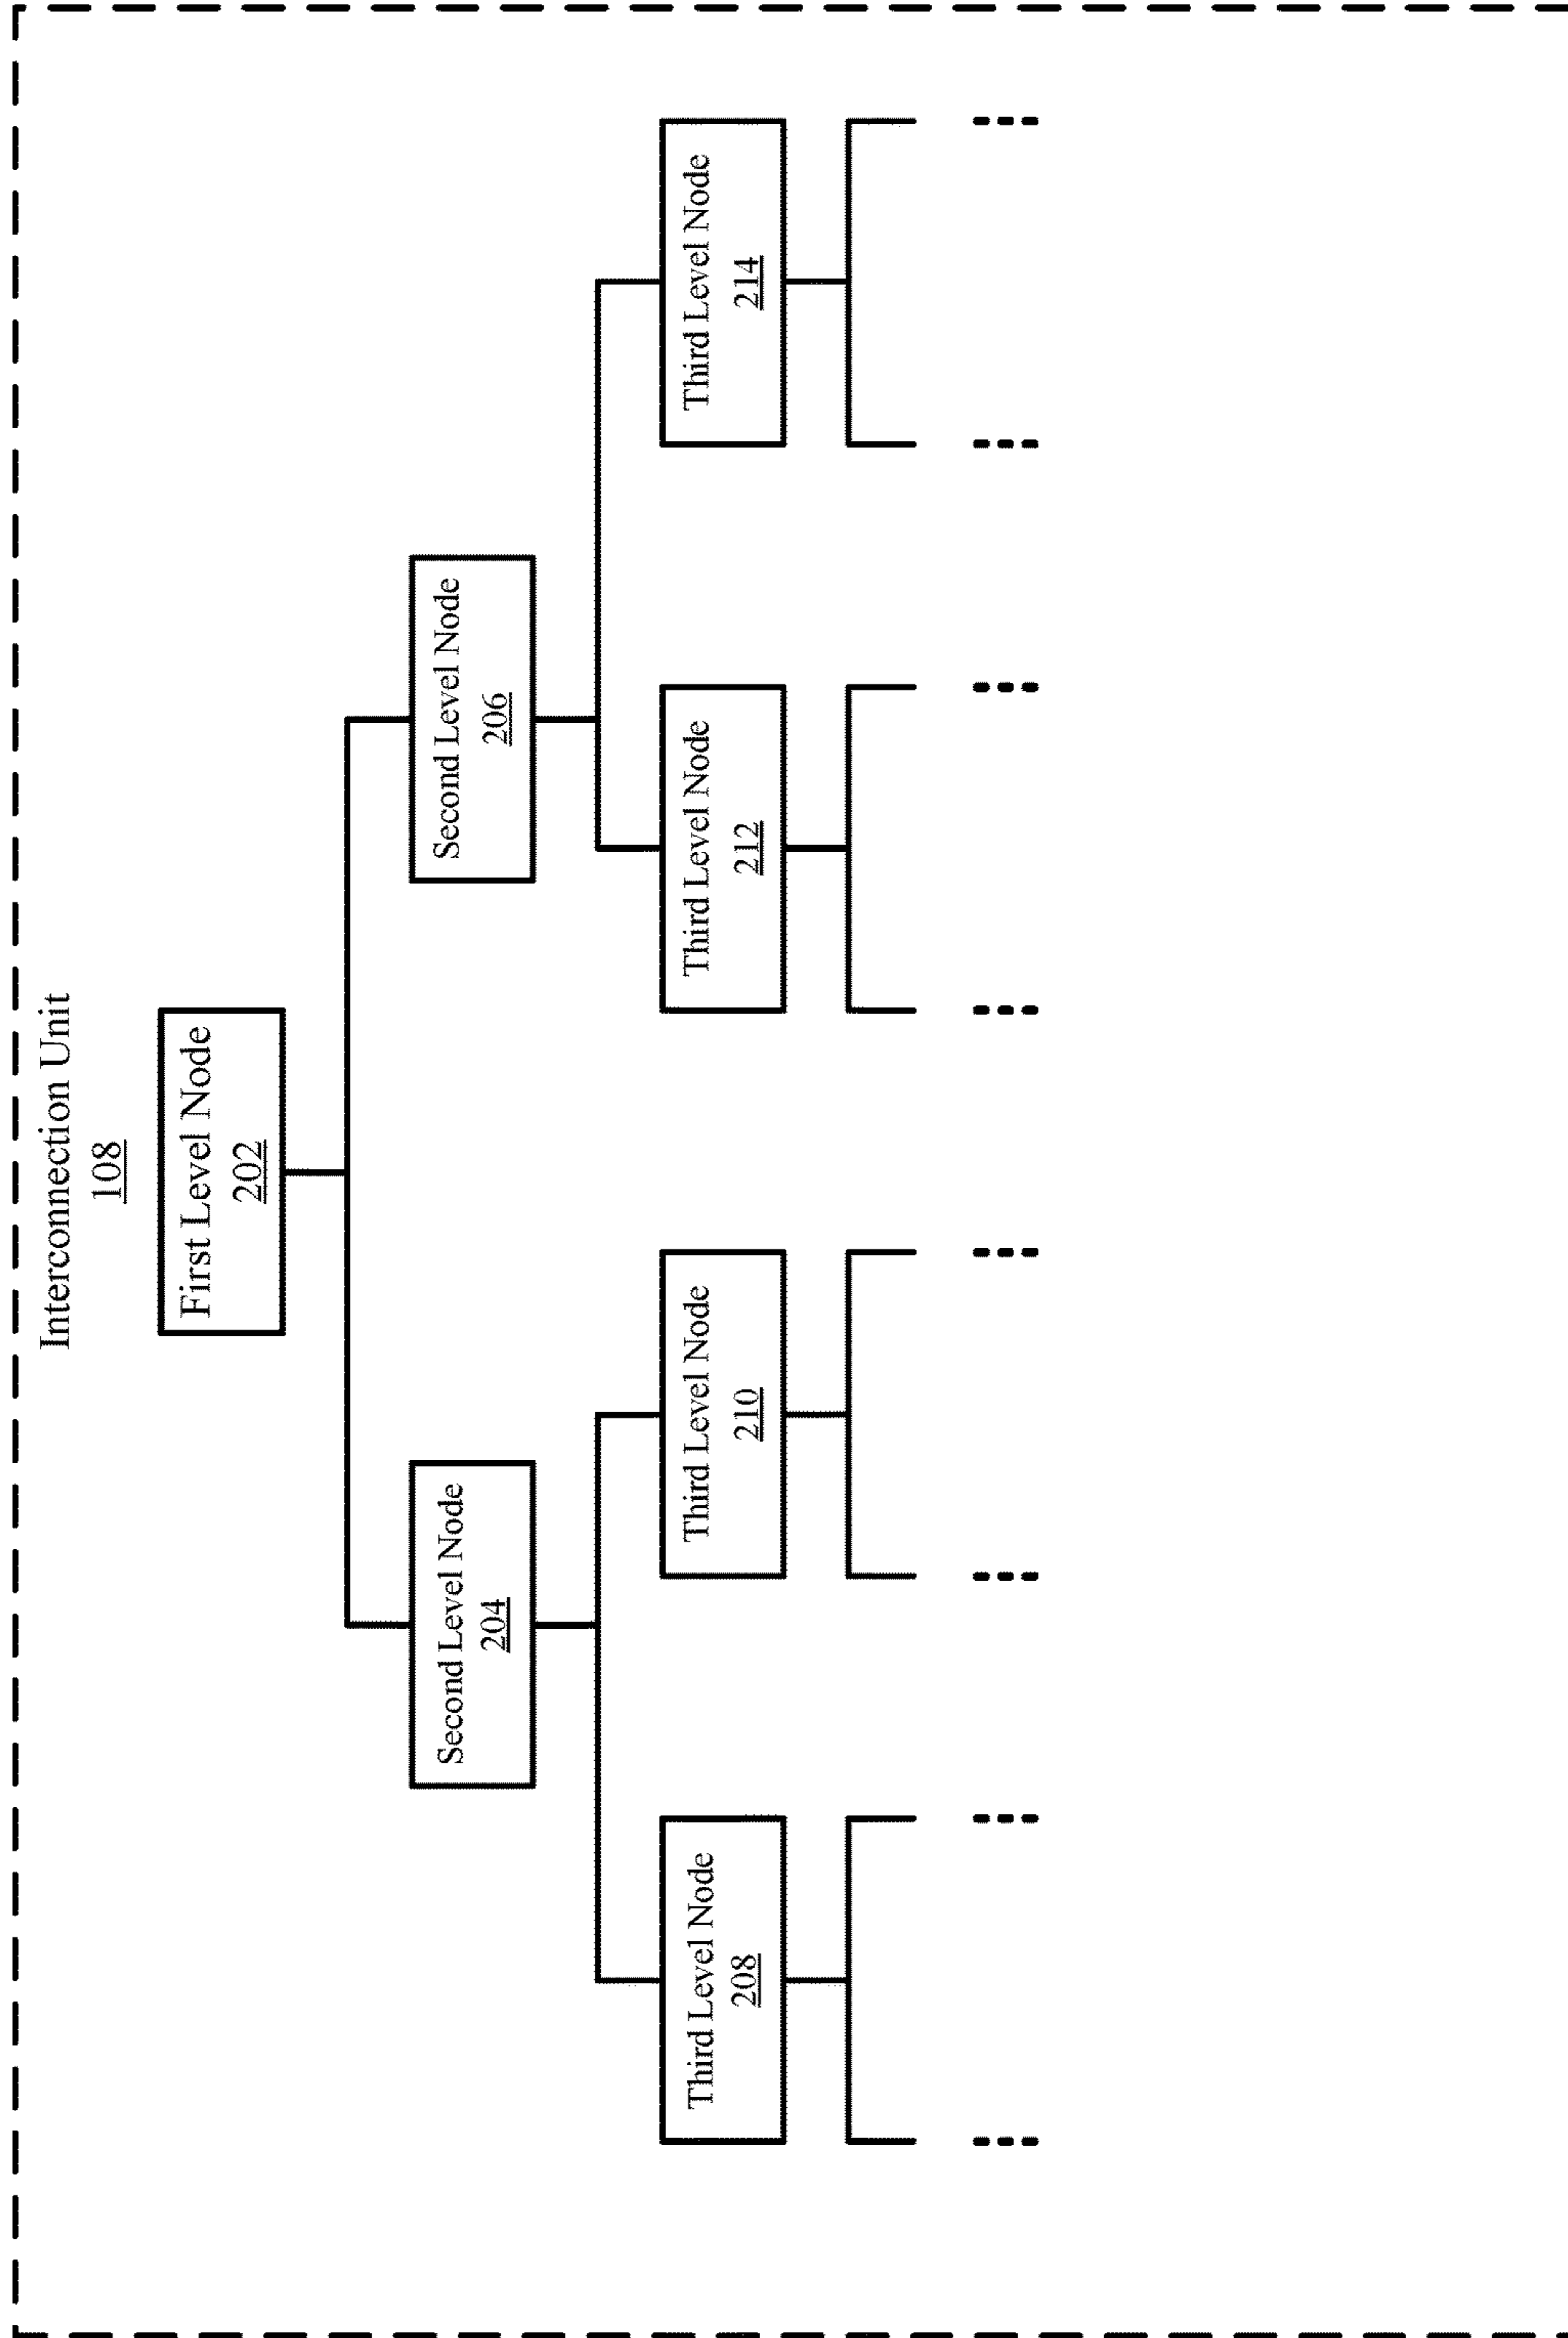 Interconnection Unit
108
First Level Node
202
Second Level Node
204
Second Level Node
206
Third Level Node
208
Third Level Node
210
Third Level Node
212
Third Level Node
214